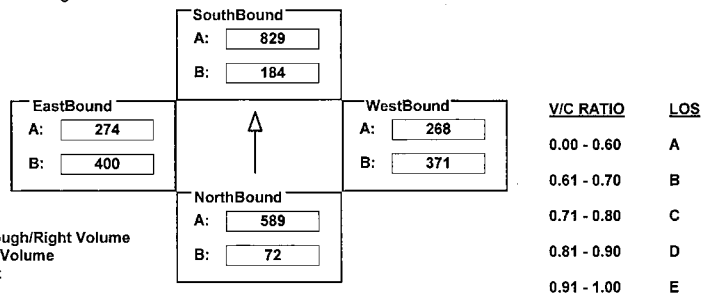 SouthBound
A: 829
B: 184
EastBound
A: 274
B: 400
WestBound
A: 268
B: 371
NorthBound
A: 589
B: 72
ough/Right Volume
Volume
V/C RATIO LOS
0.00 - 0.60 A
0.61 - 0.70 B
0.71 - 0.80 C
0.81 - 0.90 D
0.91 - 1.00 E